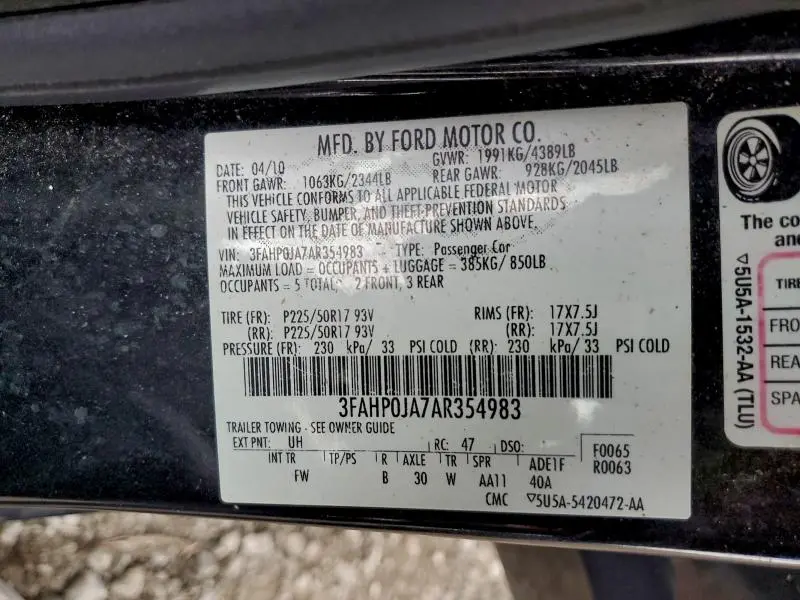 MFD. BY FORD MOTOR CO.
DATE: 04/10
GVWR: 1991KG/4389LB
FRONT GAWR: 1063KG/2344LB
REAR GAWR: 928KG/2045LB
THIS VEHICLE CONFORMS TO ALL APPLICABLE FEDERAL MOTOR
VEHICLE SAFETY, BUMPER, AND THEFT PREVENTION STANDARDS
IN EFFECT ON THE DATE OF MANUFACTURE SHOWN ABOVE.
VIN: 3FAHP0JA7AR354983 TYPE: Passenger Car
MAXIMUM LOAD = OCCUPANTS + LUGGAGE = 385KG/ 850LB
OCCUPANTS = 5 TOTAL, 2 FRONT, 3 REAR
TIRE (FR): P225/50R17 93V RIMS (FR): 17X7.5J
(RR): P225/50R17 93V (RR): 17X7.5J
PRESSURE (FR): 230 kPa/ 33 PSI COLD (RR): 230 kPa/ 33 PSI COLD
3FAHP0JA7AR354983
TRAILER TOWING - SEE OWNER GUIDE
EXT PNT: UH RC: 47 DSO: F0065
R0063
INT TR TP/PS R AXLE TR SPR ADE1F
FW B 30 W AA11 40A
CMC ▽5U5A-5420472-AA
▽5U5A-1532-AA (TLU)
The co
and
TIRE
FRO
REA
SPA